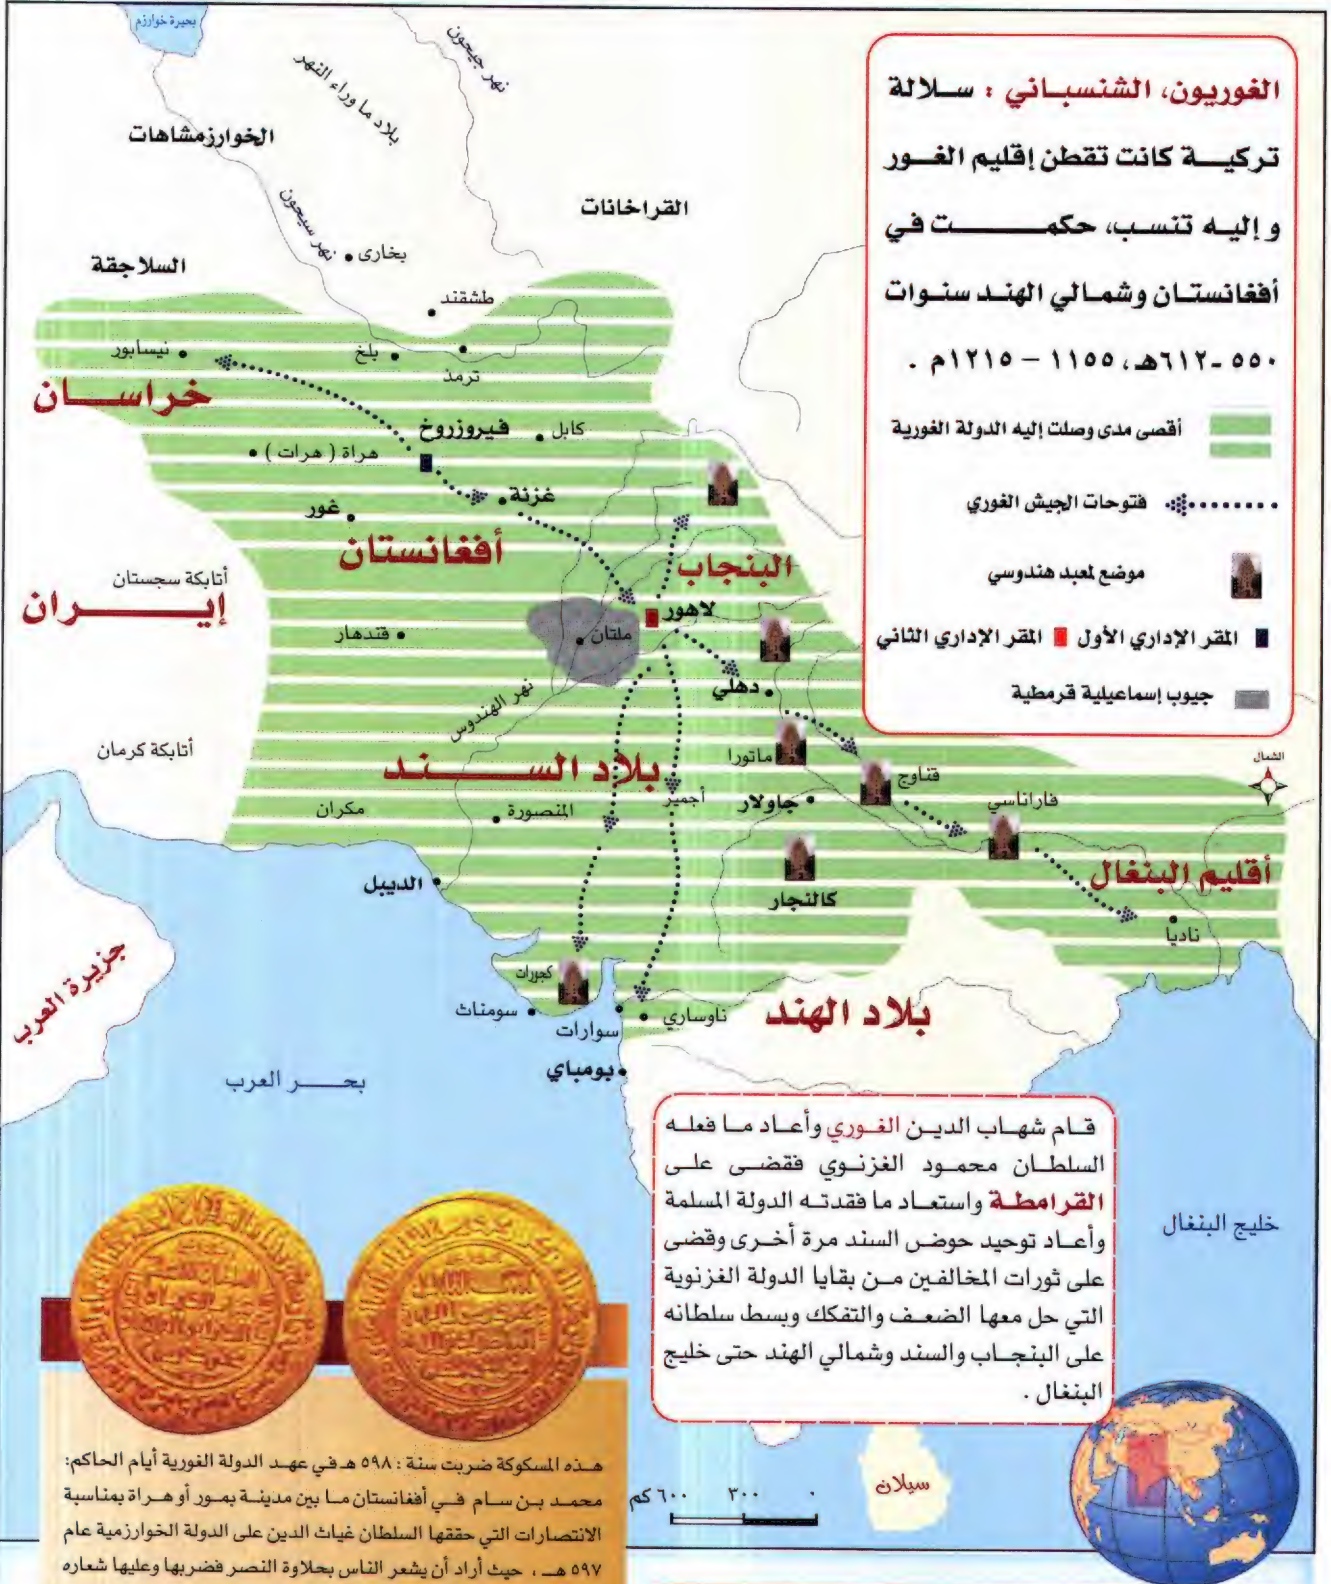 الغوريون، الشنسباني : سلالة
تركية كانت تقطن إقليم الغور
و إليه تنسب، حكمت في
أفغانستان وشمالي الهند سنوات
٥٥٠ -٦١٢هـ، ١١٥٥ – ١٢١٥م .
أقصى مدى وصلت إليه الدولة الغورية
فتوحات الجيش الغوري
موضع لمعبد هندوسي
المقر الإداري الأول
المقر الإداري الثاني
جيوب إسماعيلية قرمطية
بحيرة خوارزم
نهر جيحون
بلاد ما وراء النهر
الخوارزمشاهات
القراخانات
نهر سيحون
بخارى
السلاجقة
طشقند
نيسابور
بلخ
ترمذ
خراسان
فيروزروخ
كابل
هراة ( هرات )
غزنة
غور
أفغانستان
البنجاب
أتابكة سجستان
إيران
لاهور
ملتان
قندهار
دهلي
نهر الهندوس
ماتورا
أتابكة كرمان
بلاد السند
الشمال
قناوج
فاراناسي
أجمير
جاولار
المنصورة
مكران
أقليم البنغال
الديبل
كالنجار
ناديا
جزيرة العرب
كجورات
سومناث
سوارات
ناوساري
بلاد الهند
بومباي
بحر العرب
قام شهاب الدين الغوري وأعاد ما فعله
السلطان محمود الغزنوي فقضى على
القرامطة واستعاد ما فقدته الدولة المسلمة
وأعاد توحيد حوض السند مرة أخرى وقضى
على ثورات المخالفين من بقايا الدولة الغزنوية
التي حل معها الضعف والتفكك وبسط سلطانه
على البنجاب والسند وشمالي الهند حتى خليج
البنغال .
خليج البنغال
سيلان
٠ ٣٠٠ ٦٠٠ كم
هذه المسكوكة ضربت سنة : ٥٩٨ هـ في عهد الدولة الغورية أيام الحاكم:
محمد بن سام في أفغانستان ما بين مدينة يمور أو هراة بمناسبة
الانتصارات التي حققها السلطان غياث الدين على الدولة الخوارزمية عام
٥٩٧ هـ ، حيث أراد أن يشعر الناس بحلاوة النصر فضربها وعليها شعاره